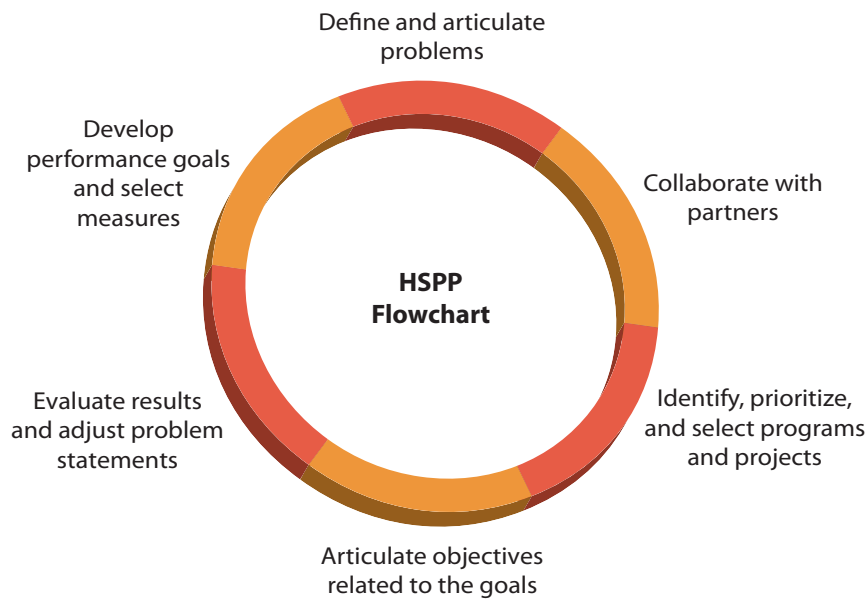 Define and articulate
problems
Collaborate with
partners
Identify, prioritize,
and select programs
and projects
Articulate objectives
related to the goals
Evaluate results
and adjust problem
statements
Develop
performance goals
and select
measures
HSPP
Flowchart